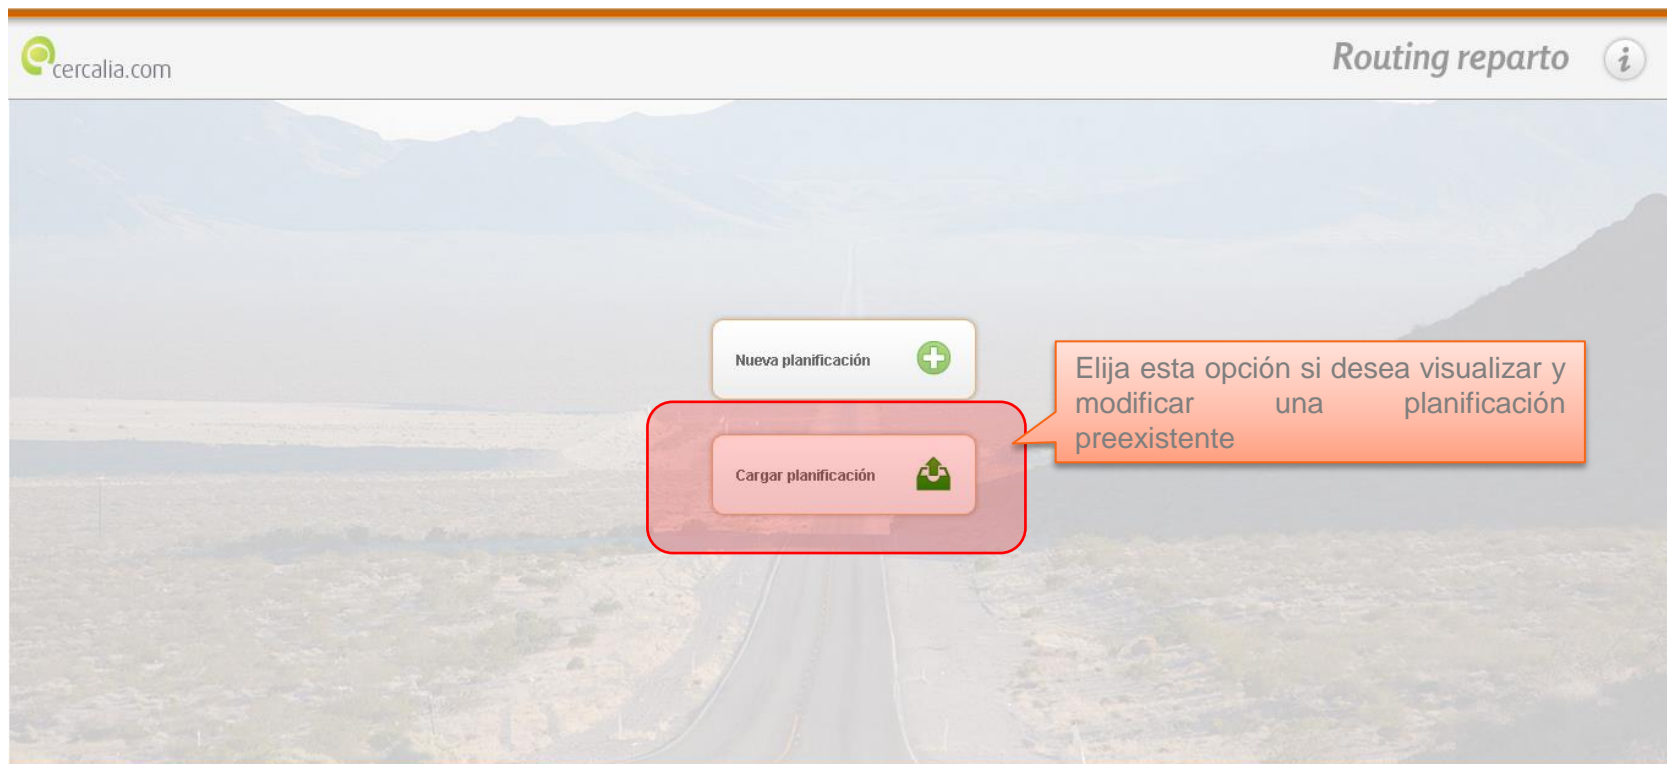 cercalia.com
Routing reparto
i
Nueva planificación
Elija esta opción si desea visualizar y
modificar una planificación
preexistente
Cargar planificación